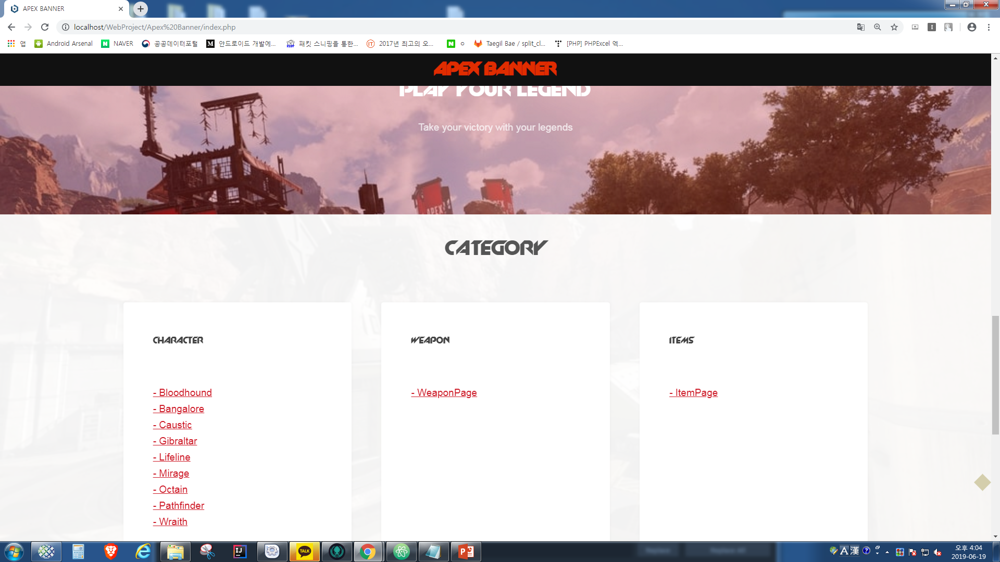 APEX BANNER
localhost/WebProject/Apex%20Banner/index.php
앱 Android Arsenal NAVER 공공데이터포털 안드로이드 개발에... 패킷 스니핑을 통한... 2017년 최고의 오... ㅇ Taegil Bae / split_cl... [PHP] PHPExcel 엑...
APEX BANNER
PLAY YOUR LEGEND
Take your victory with your legends
CATEGORY
CHARACTER
- Bloodhound
- Bangalore
- Caustic
- Gibraltar
- Lifeline
- Mirage
- Octain
- Pathfinder
- Wraith
WEAPON
- WeaponPage
ITEMS
- ItemPage
A 漢
오후 4:04
2019-06-19